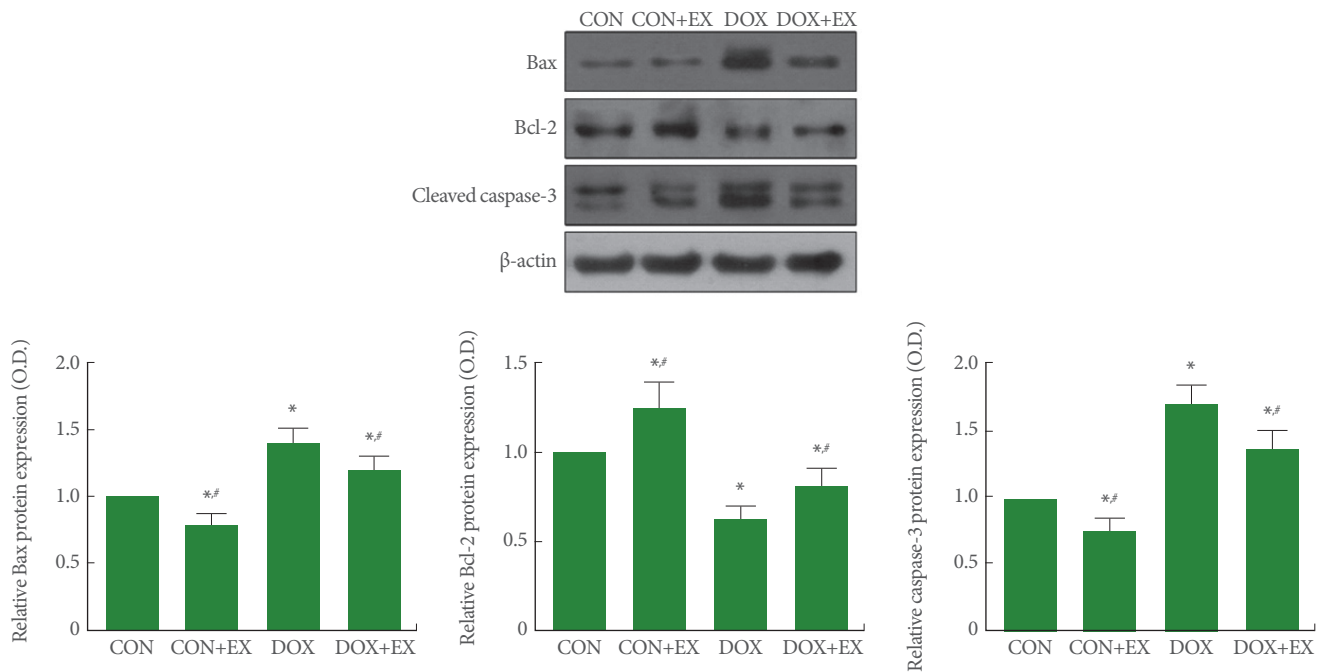 CON CON+EX DOX DOX+EX
Bax
Bcl-2
Cleaved caspase-3
β-actin
Relative Bax protein expression (O.D.)
2.0
1.5
1.0
0.5
0
*
*,#
*,#
CON CON+EX DOX DOX+EX
Relative Bcl-2 protein expression (O.D.)
1.5
1.0
0.5
0
*,#
*,#
*
CON CON+EX DOX DOX+EX
Relative caspase-3 protein expression (O.D.)
2.0
1.5
1.0
0.5
0
*
*,#
*,#
CON CON+EX DOX DOX+EX